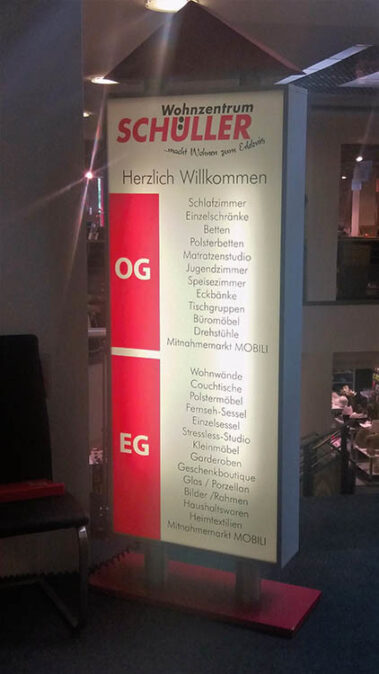 Wohnzentrum
SCHÜLLER
...macht Wohnen zum Erlebnis
Herzlich Willkommen
OG
Schlafzimmer
Einzelschränke
Betten
Polsterbetten
Matratzenstudio
Jugendzimmer
Speisezimmer
Eckbänke
Tischgruppen
Büromöbel
Drehstühle
Mitnahmemarkt MOBILI
EG
Wohnwände
Couchtische
Polstermöbel
Fernseh-Sessel
Einzelsessel
Stressless-Studio
Kleinmöbel
Garderoben
Geschenkboutique
Glas / Porzellan
Bilder /Rahmen
Haushaltswaren
Heimtextilien
Mitnahmemarkt MOBILI